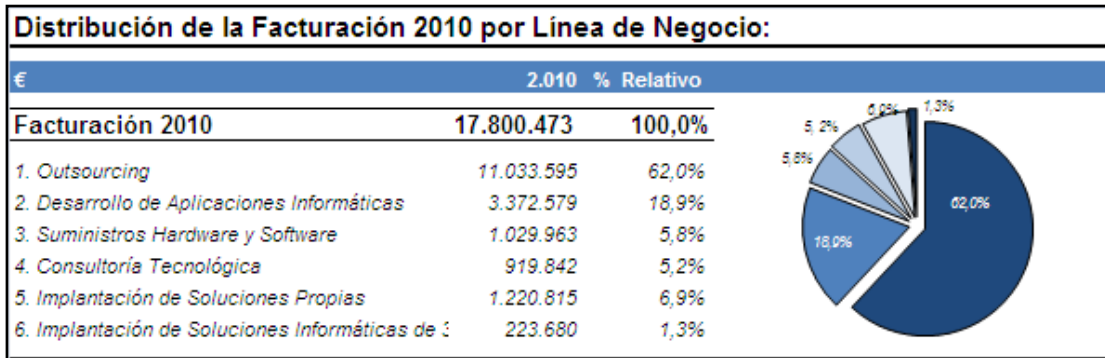 Distribución de la Facturación 2010 por Línea de Negocio:
€ 2.010 % Relativo
Facturación 2010 17.800.473 100,0%
1. Outsourcing 11.033.595 62,0%
2. Desarrollo de Aplicaciones Informáticas 3.372.579 18,9%
3. Suministros Hardware y Software 1.029.963 5,8%
4. Consultoría Tecnológica 919.842 5,2%
5. Implantación de Soluciones Propias 1.220.815 6,9%
6. Implantación de Soluciones Informáticas de 223.680 1,3%
1,3%
5, 2%
5,8%
62,0%
18,9%